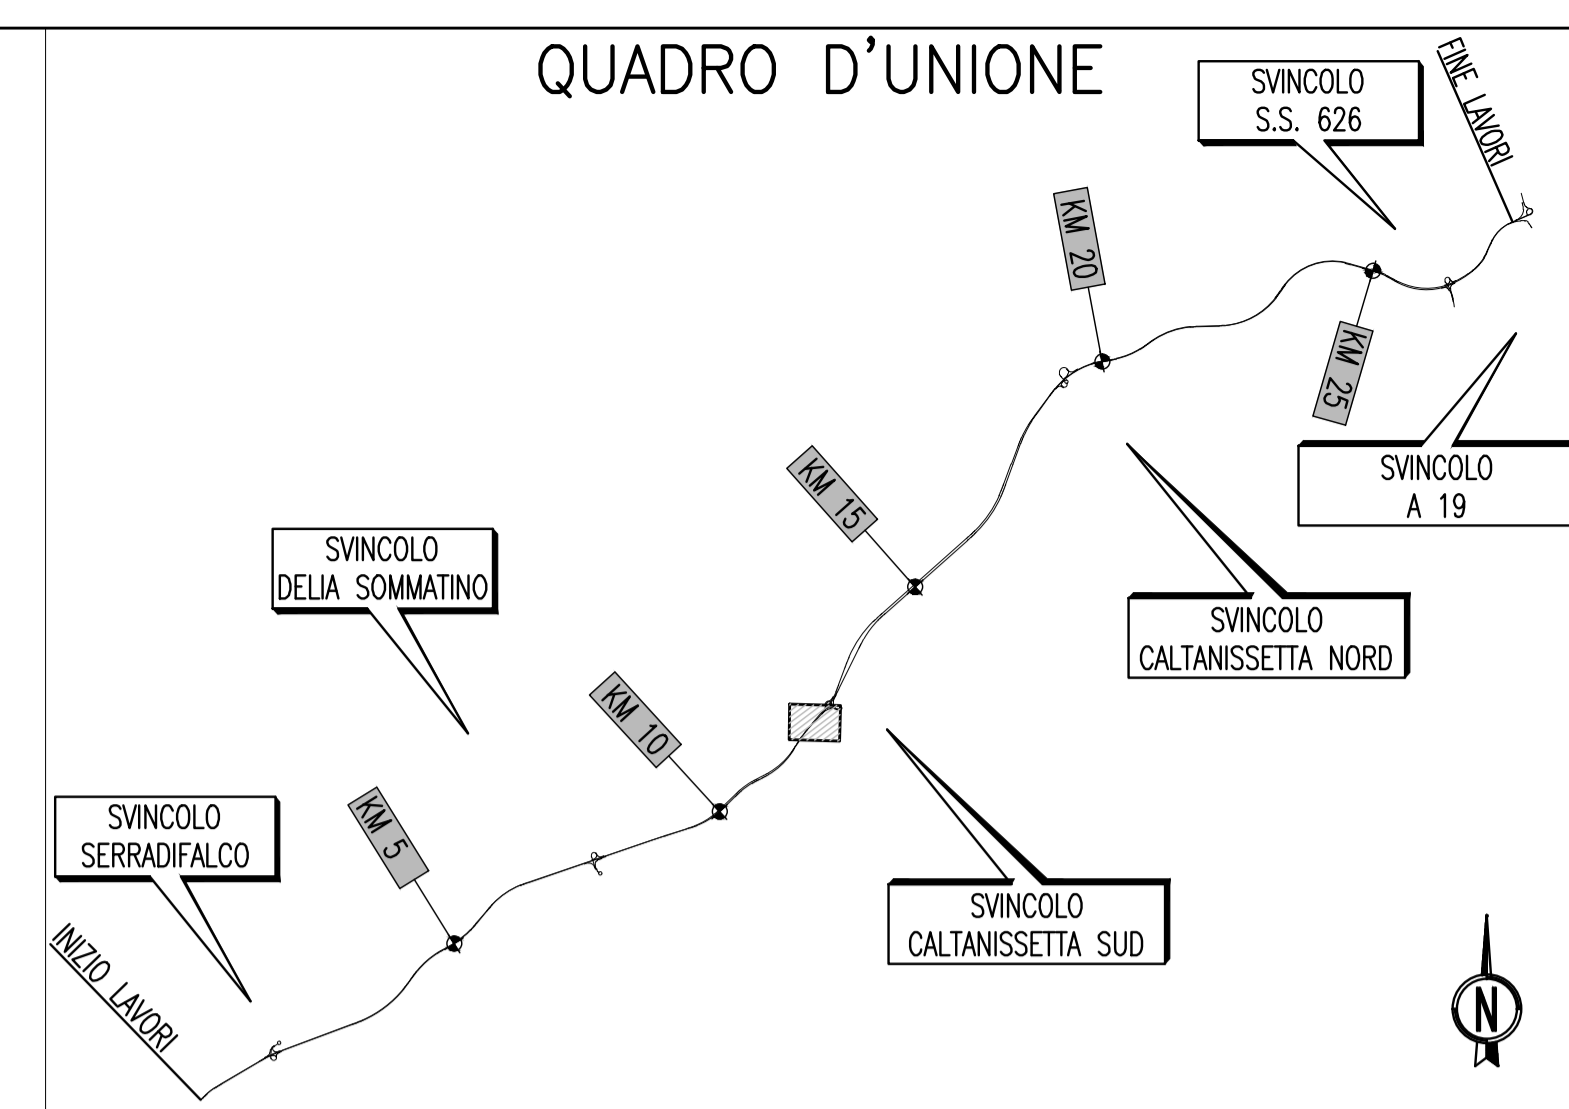 QUADRO D'UNIONE
SVINCOLO
S.S. 626
FINE LAVORI
KM 20
KM 25
SVINCOLO
A 19
KM 15
SVINCOLO
DELIA SOMMATINO
SVINCOLO
CALTANISSETTA NORD
KM 10
KM 5
SVINCOLO
SERRADIFALCO
SVINCOLO
CALTANISSETTA SUD
INIZIO LAVORI
N